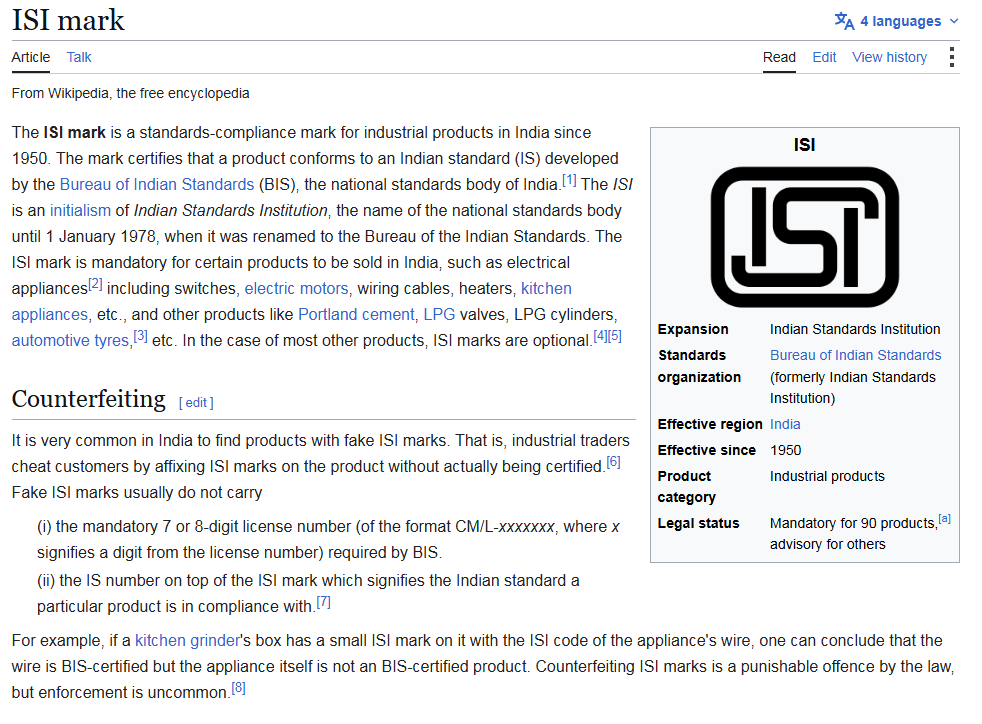 ISI mark
4 languages
Article Talk
Read Edit View history
From Wikipedia, the free encyclopedia
The ISI mark is a standards-compliance mark for industrial products in India since
1950. The mark certifies that a product conforms to an Indian standard (IS) developed
by the Bureau of Indian Standards (BIS), the national standards body of India.[1] The ISI
is an initialism of Indian Standards Institution, the name of the national standards body
until 1 January 1978, when it was renamed to the Bureau of the Indian Standards. The
ISI mark is mandatory for certain products to be sold in India, such as electrical
appliances[2] including switches, electric motors, wiring cables, heaters, kitchen
appliances, etc., and other products like Portland cement, LPG valves, LPG cylinders,
automotive tyres,[3] etc. In the case of most other products, ISI marks are optional.[4][5]
ISI
ISI
Expansion Indian Standards Institution
Standards Bureau of Indian Standards
organization (formerly Indian Standards
Institution)
Effective region India
Effective since 1950
Product Industrial products
category
Legal status Mandatory for 90 products,[a]
advisory for others
Counterfeiting [ edit ]
It is very common in India to find products with fake ISI marks. That is, industrial traders
cheat customers by affixing ISI marks on the product without actually being certified.[6]
Fake ISI marks usually do not carry
(i) the mandatory 7 or 8-digit license number (of the format CM/L-xxxxxxx, where x
signifies a digit from the license number) required by BIS.
(ii) the IS number on top of the ISI mark which signifies the Indian standard a
particular product is in compliance with.[7]
For example, if a kitchen grinder's box has a small ISI mark on it with the ISI code of the appliance's wire, one can conclude that the
wire is BIS-certified but the appliance itself is not an BIS-certified product. Counterfeiting ISI marks is a punishable offence by the law,
but enforcement is uncommon.[8]